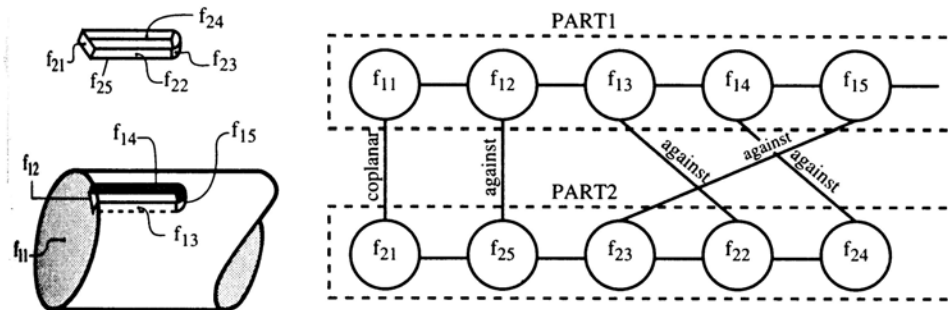 f24
f21
f23
f25
f22
f14
f15
f12
f13
f11
PART1
f11 f12 f13 f14 f15
coplanar
against
against
against
against
PART2
f21 f25 f23 f22 f24